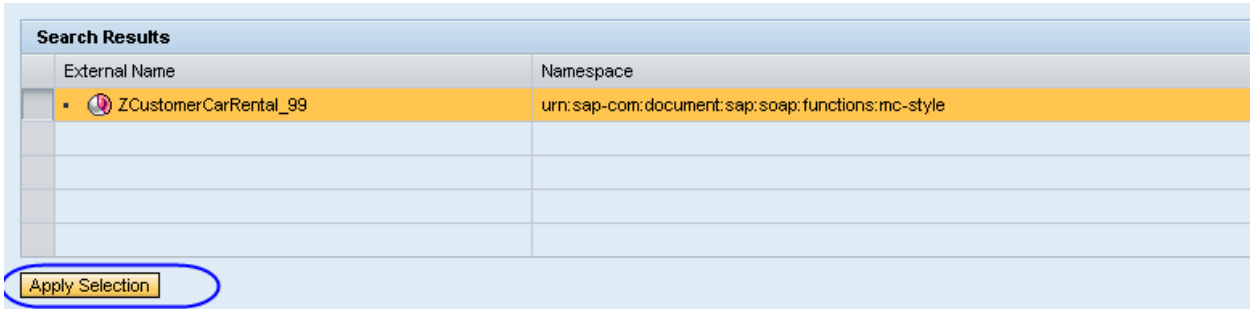 Search Results
External Name Namespace
ZCustomerCarRental_99 urn:sap-com:document:sap:soap:functions:mc-style
Apply Selection